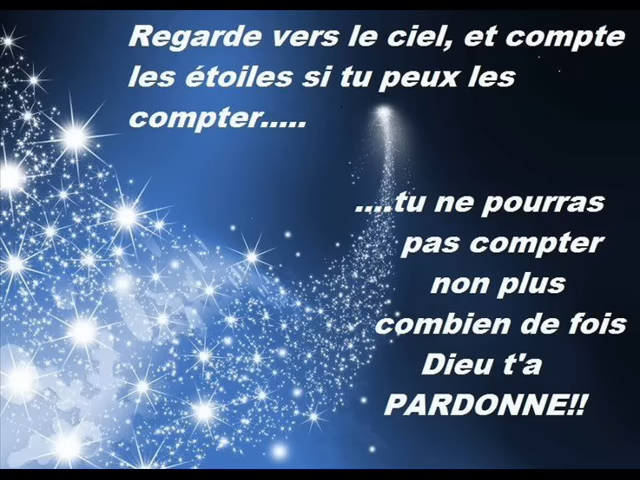 Regarde vers le ciel, et compte
les étoiles si tu peux les
compter.....
....tu ne pourras
pas compter
non plus
combien de fois
Dieu t'a
PARDONNE!!